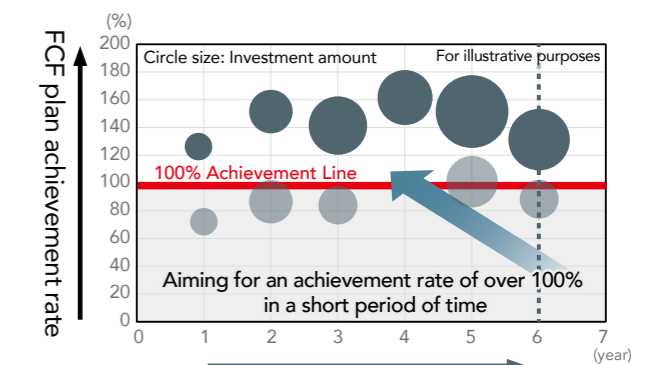 (%)
FCF plan achievement rate
200
180
160
140
120
100
80
60
40
20
0
Circle size: Investment amount
For illustrative purposes
100% Achievement Line
Aiming for an achievement rate of over 100%
in a short period of time
0 1 2 3 4 5 6 7
(year)